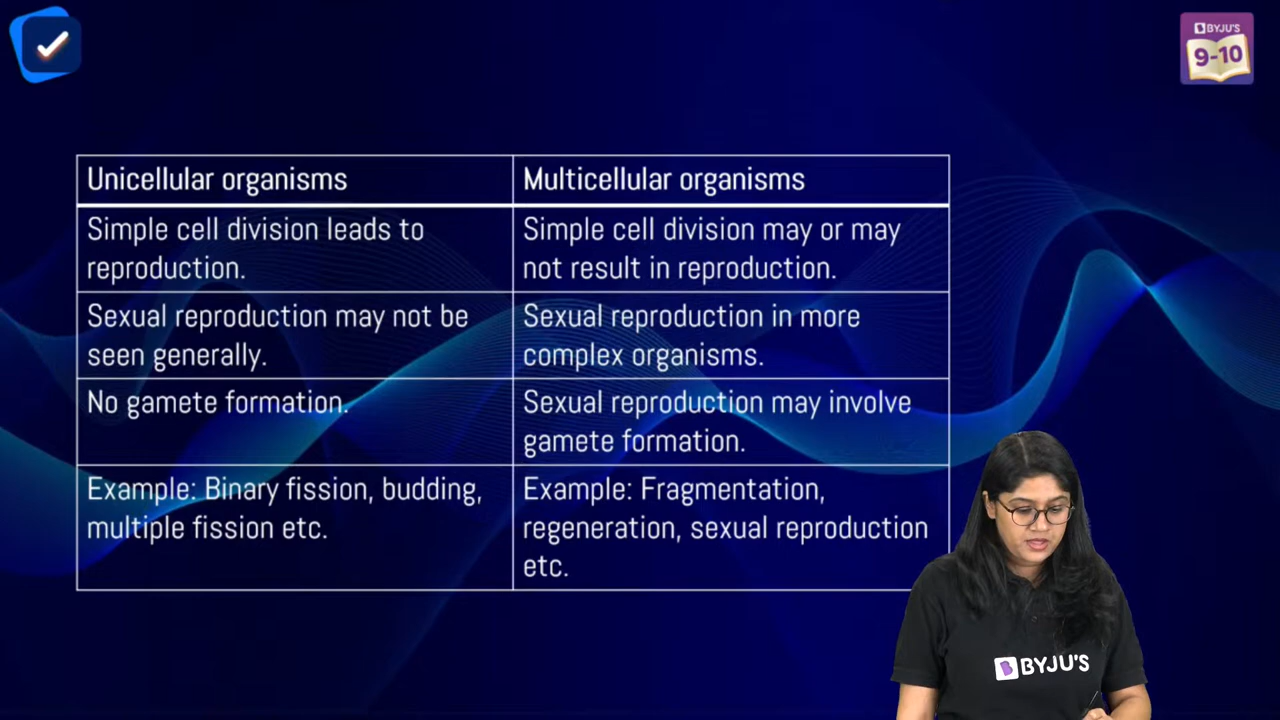 BYJU'S
9-10
Unicellular organisms
Multicellular organisms
Simple cell division leads to
reproduction.
Simple cell division may or may
not result in reproduction.
Sexual reproduction may not be
seen generally.
Sexual reproduction in more
complex organisms.
No gamete formation.
Sexual reproduction may involve
gamete formation.
Example: Binary fission, budding,
multiple fission etc.
Example: Fragmentation,
regeneration, sexual reproduction
etc.
BYJU'S